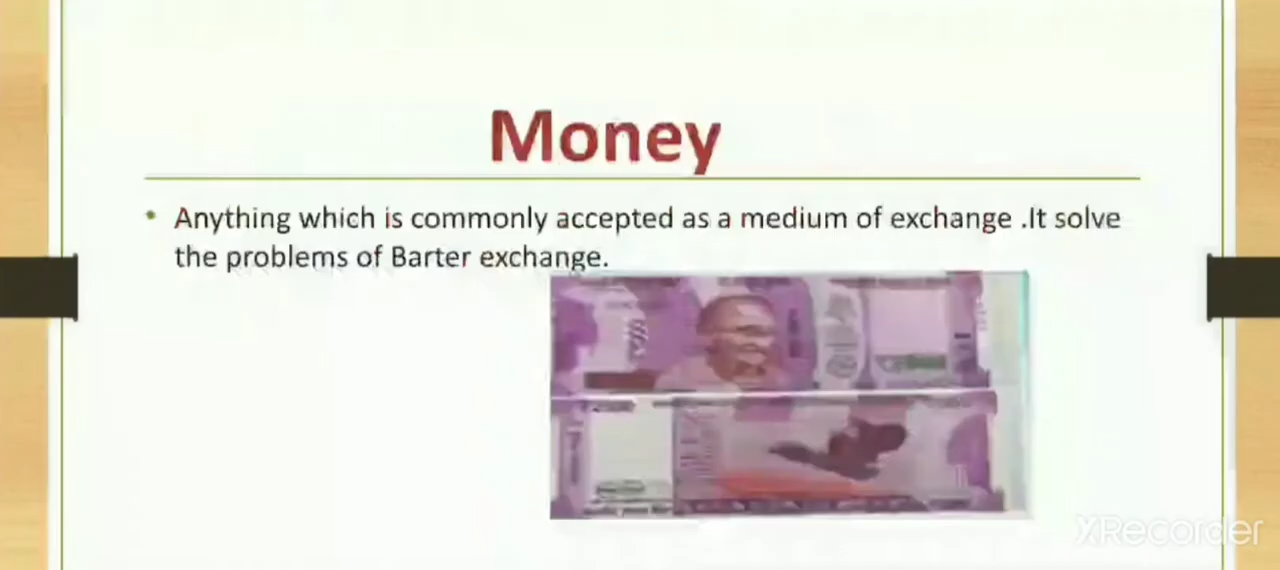 Money
• Anything which is commonly accepted as a medium of exchange .It solve
the problems of Barter exchange.
XRecorder